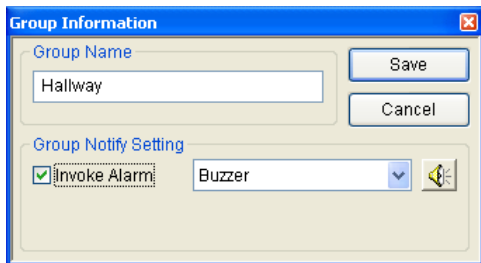 Group Information
Group Name
Hallway
Save
Cancel
Group Notify Setting
Invoke Alarm
Buzzer